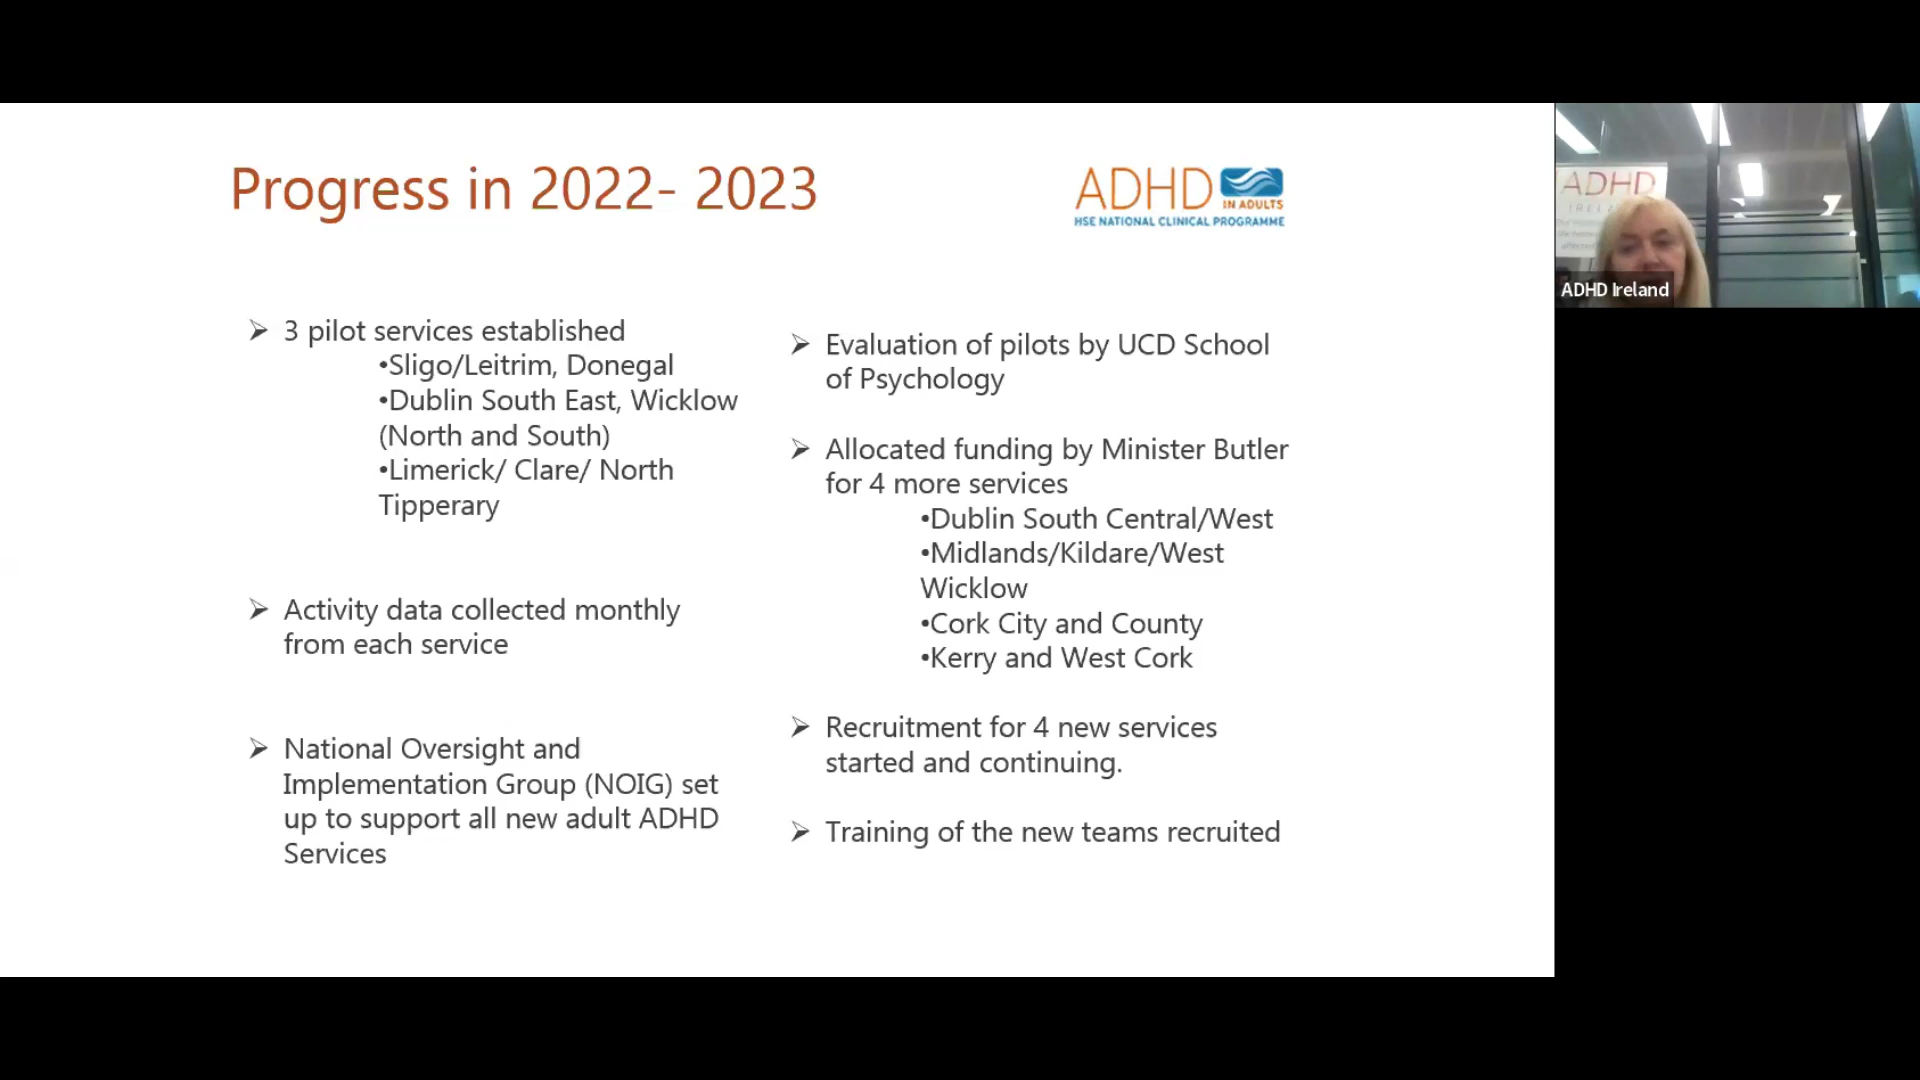 Progress in 2022- 2023
ADHD
IN ADULTS
HSE NATIONAL CLINICAL PROGRAMME
➢ 3 pilot services established
•Sligo/Leitrim, Donegal
•Dublin South East, Wicklow
(North and South)
•Limerick/ Clare/ North
Tipperary
➢ Activity data collected monthly
from each service
➢ National Oversight and
Implementation Group (NOIG) set
up to support all new adult ADHD
Services
➢ Evaluation of pilots by UCD School
of Psychology
➢ Allocated funding by Minister Butler
for 4 more services
•Dublin South Central/West
•Midlands/Kildare/West
Wicklow
•Cork City and County
•Kerry and West Cork
➢ Recruitment for 4 new services
started and continuing.
➢ Training of the new teams recruited
ADHD
ADHD Ireland